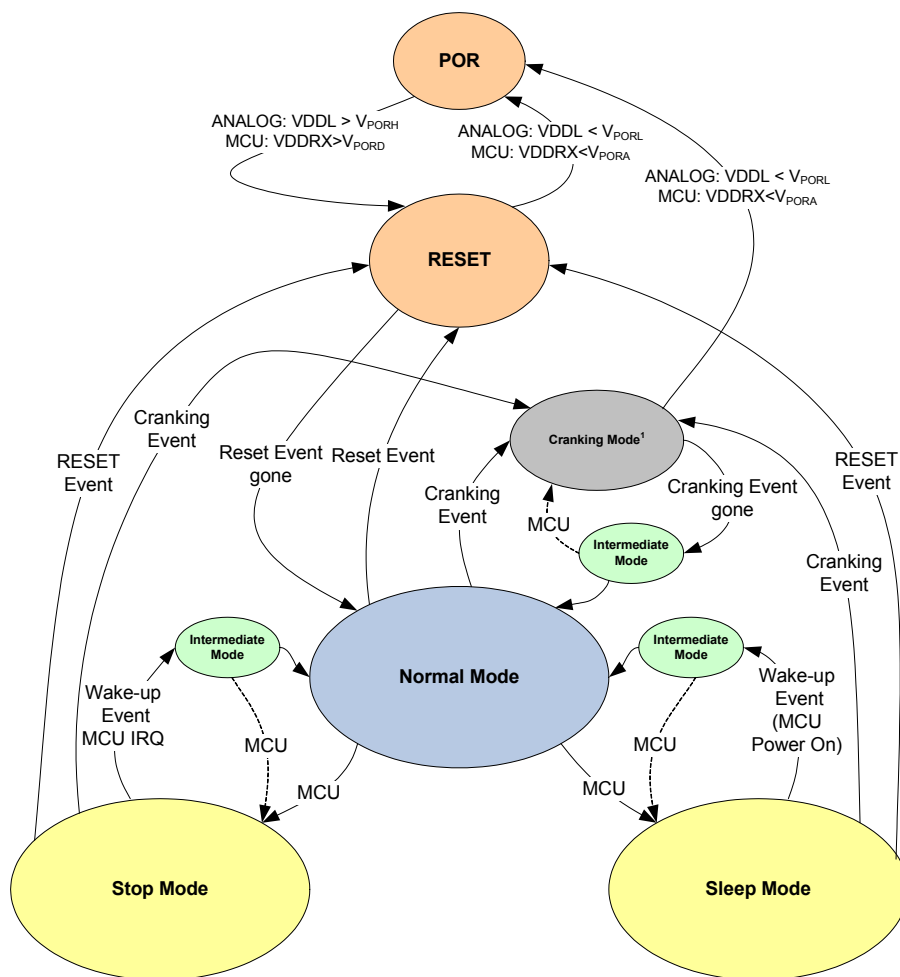 POR
ANALOG: VDDL > VPORH
MCU: VDDRX>VPORD
ANALOG: VDDL < VPORL
MCU: VDDRX<VPORA
ANALOG: VDDL < VPORL
MCU: VDDRX<VPORA
RESET
Cranking
Event
RESET
Event
Reset Event
gone
Reset Event
Cranking Mode¹
Cranking
Event
MCU
Cranking Event
gone
RESET
Event
Intermediate
Mode
Cranking
Event
Intermediate
Mode
Normal Mode
Intermediate
Mode
Wake-up
Event
MCU IRQ
MCU
MCU
MCU
MCU
Wake-up
Event
(MCU
Power On)
Stop Mode
Sleep Mode